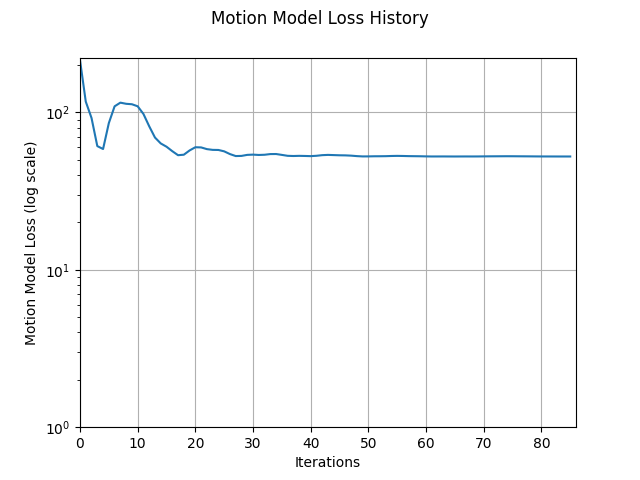 Motion Model Loss History
Motion Model Loss (log scale)
10²
10¹
10⁰
0 10 20 30 40 50 60 70 80
Iterations